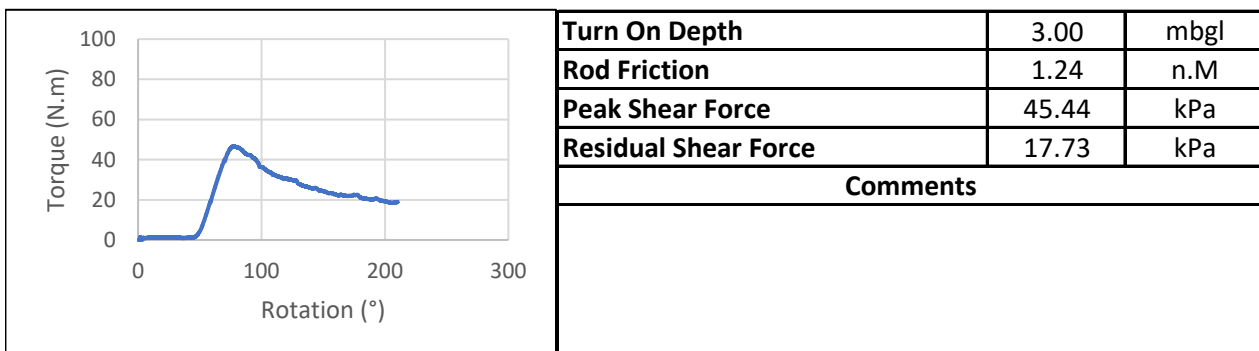 Torque (N.m)
100
80
60
40
20
0
0 100 200 300
Rotation (°)
Turn On Depth 3.00 mbgl
Rod Friction 1.24 n.M
Peak Shear Force 45.44 kPa
Residual Shear Force 17.73 kPa
Comments